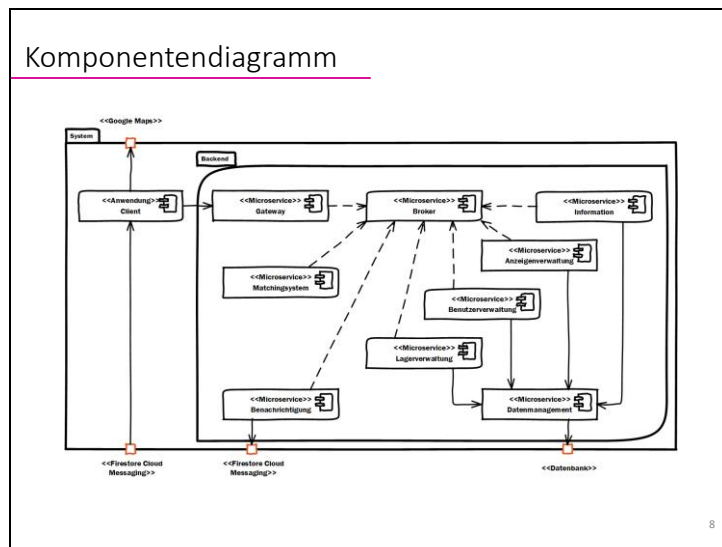 Komponentendiagramm
<<Google Maps>>
System
Backend
<<Anwendung>>
Client
<<Microservice>>
Gateway
<<Microservice>>
Broker
<<Microservice>>
Information
<<Microservice>>
Anzeigenverwaltung
<<Microservice>>
Matchingsystem
<<Microservice>>
Benutzerverwaltung
<<Microservice>>
Lagerverwaltung
<<Microservice>>
Benachrichtigung
<<Microservice>>
Datenmanagement
<<Firestore Cloud
Messaging>>
<<Firestore Cloud
Messaging>>
<<Datenbank>>
8